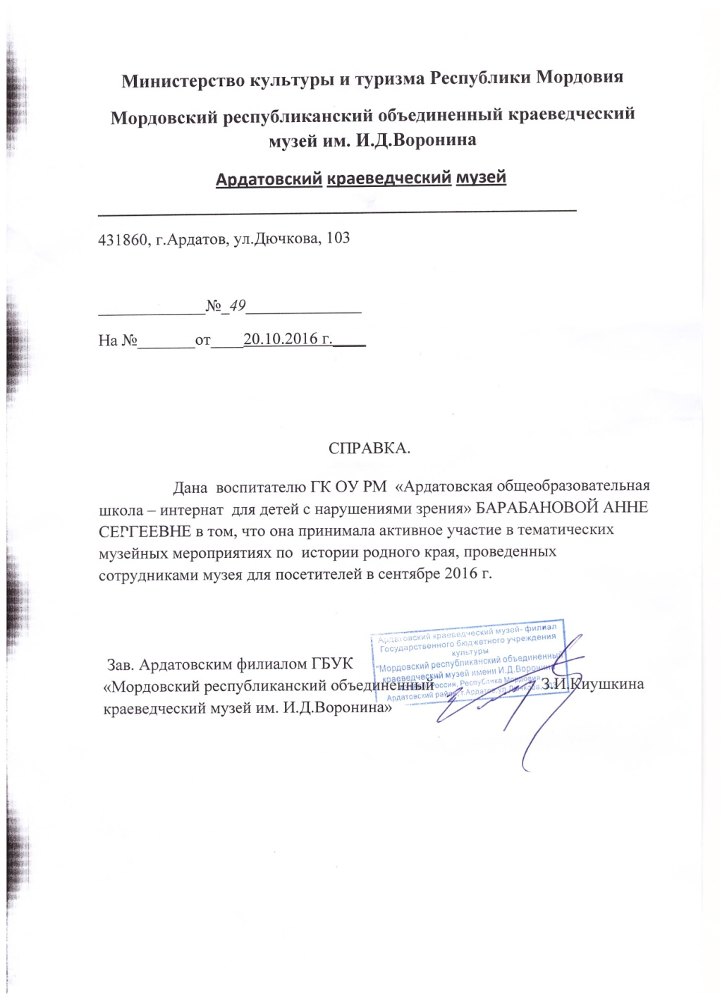 Министерство культуры и туризма Республики Мордовия
Мордовский республиканский объединенный краеведческий
музей им. И.Д.Воронина
Ардатовский краеведческий музей
431860, г.Ардатов, ул.Дючкова, 103
_____________№_49______________
На №_______от____20.10.2016 г.____
СПРАВКА.
Дана воспитателю ГК ОУ РМ «Ардатовская общеобразовательная
школа – интернат для детей с нарушениями зрения» БАРАБАНОВОЙ АННЕ
СЕРГЕЕВНЕ в том, что она принимала активное участие в тематических
музейных мероприятиях по истории родного края, проведенных
сотрудниками музея для посетителей в сентябре 2016 г.
Ардатовский краеведческий музей- филиал
Государственного бюджетного учреждения
культуры
"Мордовский республиканский объединенный
краеведческий музей имени И.Д.Воронина
Россия, Республика Мордовия,
Ардатовский район, г.Ардатов, ул.Дючкова, 103
Зав. Ардатовским филиалом ГБУК
«Мордовский республиканский объединенный З.И.Киушкина
краеведческий музей им. И.Д.Воронина»